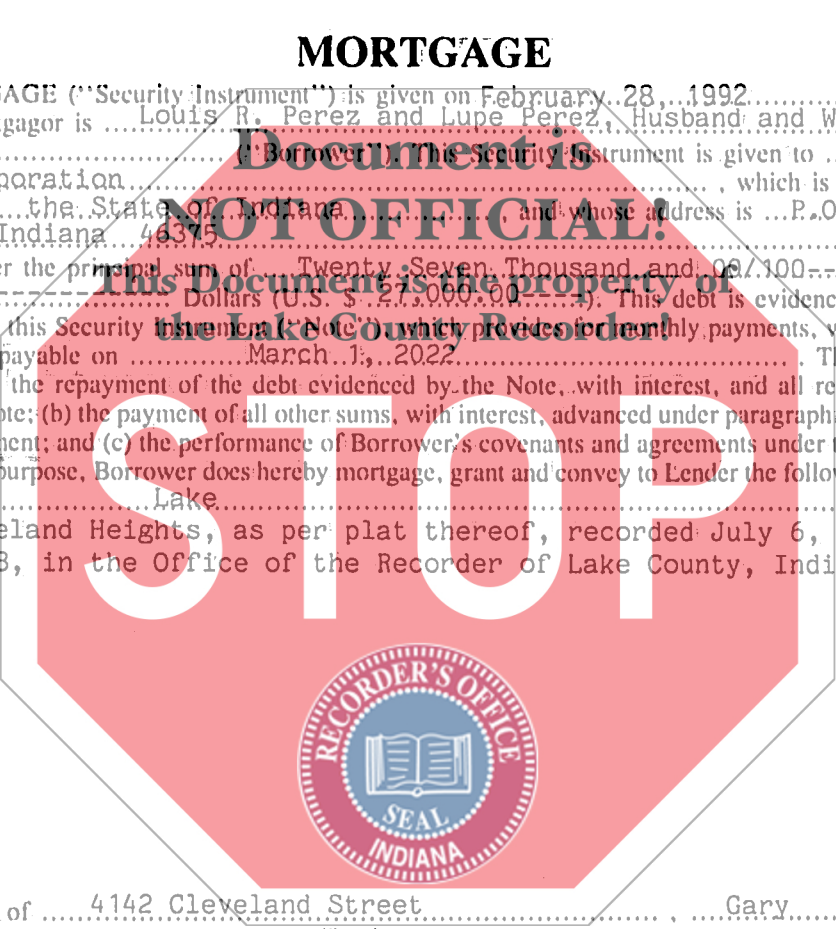 MORTGAGE
AGE (“Security Instrument”) is given on February 28, 1992
gagor is Louis R. Perez and Lupe Perez, Husband and W
Document is
(“Borrower”). This Security Instrument is given to
poration , which is
the State of Indiana , and whose address is P.O
NOT OFFICIAL!
Indiana 46375
er the principal sum of Twenty Seven Thousand and 00/100--
This Document is the property of
Dollars (U.S. $ 27,000.00----). This debt is evidenc
this Security Instrument (“Note”), which provides for monthly payments,
the Lake County Recorder!
payable on March 1, 2022 . T
the repayment of the debt evidenced by the Note, with interest, and all re
ote; (b) the payment of all other sums, with interest, advanced under paragraph
ment; and (c) the performance of Borrower's covenants and agreements under
purpose, Borrower does hereby mortgage, grant and convey to Lender the follow
Lake
STOP
eland Heights, as per plat thereof, recorded July 6,
8, in the Office of the Recorder of Lake County, Indi
RECORDER'S OFFICE
SEAL
INDIANA
of 4142 Cleveland Street , Gary